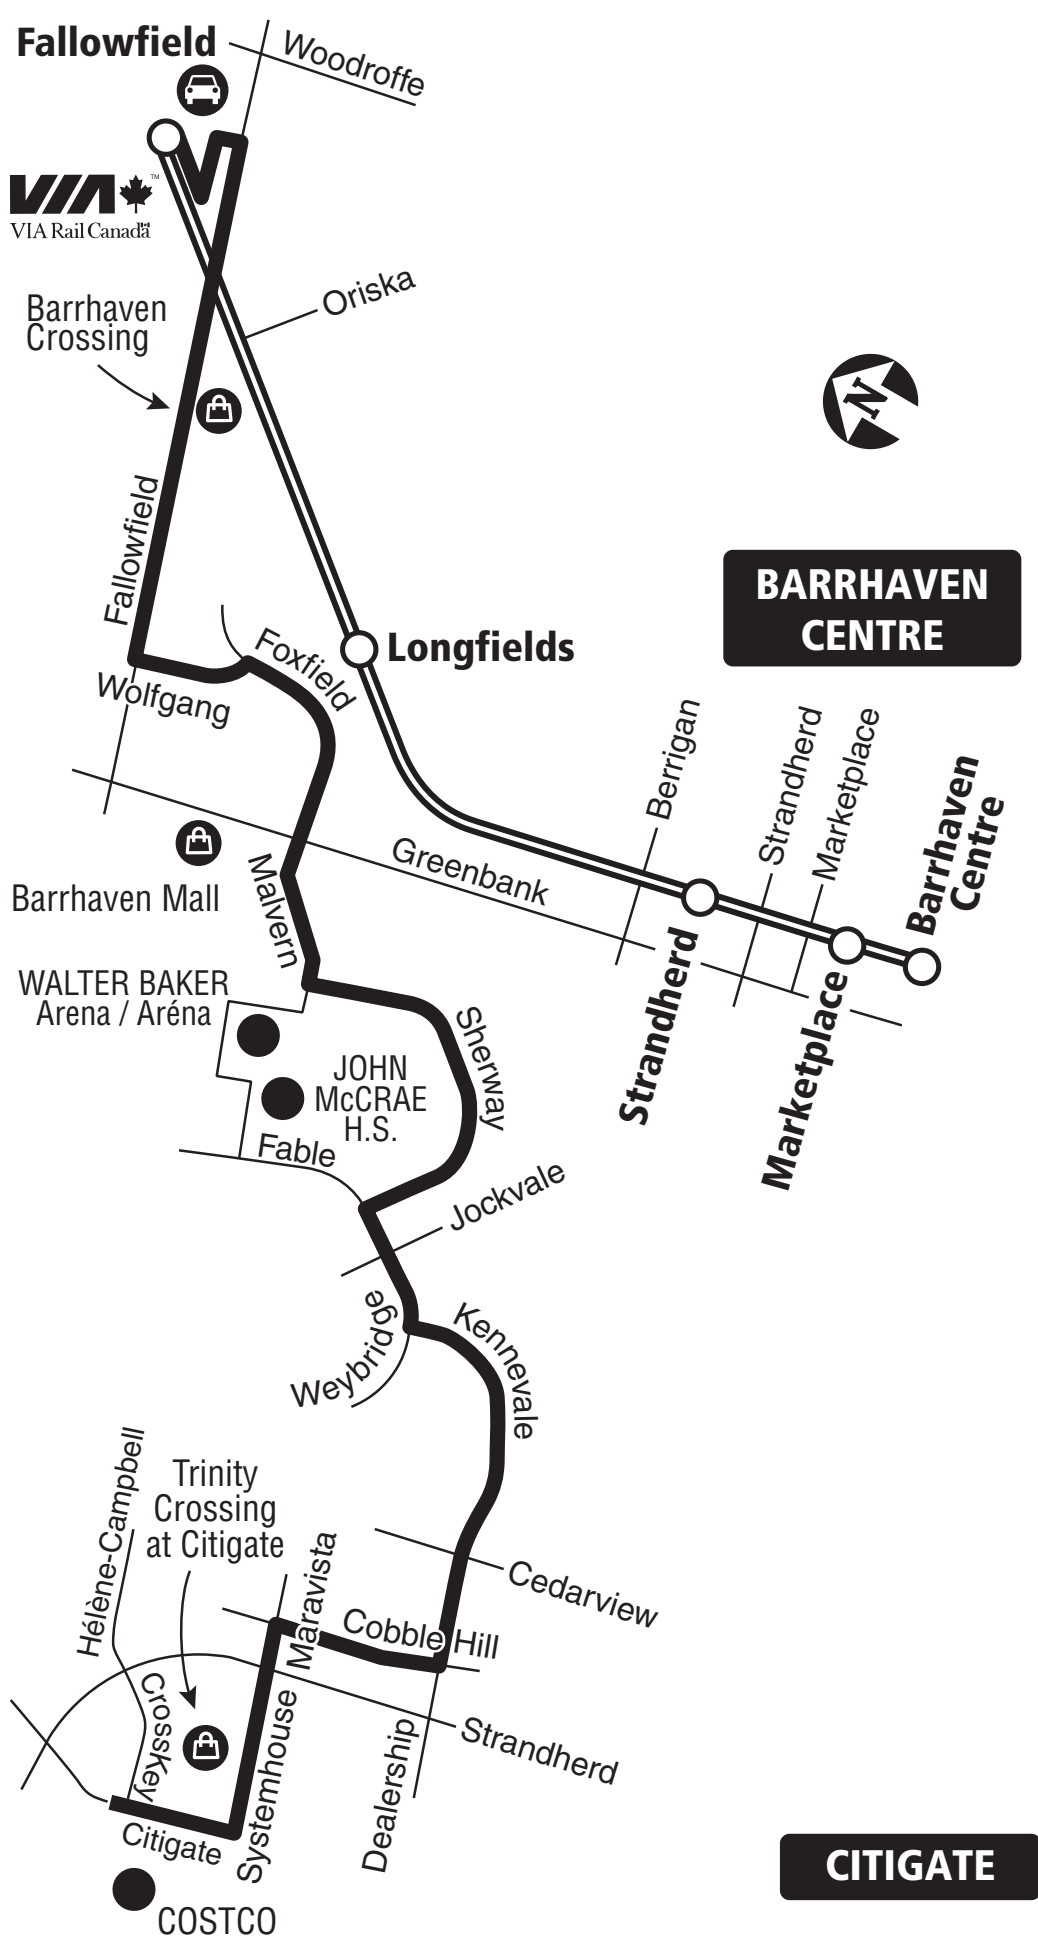 Fallowfield
Woodroffe
VIA
TM
VIA Rail Canada
Oriska
Barrhaven
Crossing
N
Fallowfield
BARRHAVEN
CENTRE
Foxfield
Longfields
Wolfgang
Berrigan
Strandherd
Marketplace
Barrhaven
Centre
Greenbank
Malvern
Barrhaven Mall
Strandherd
Marketplace
WALTER BAKER
Arena / Aréna
Sherway
JOHN
McCRAE
H.S.
Fable
Jockvale
Weybridge
Kennevale
Hélène-Campbell
Trinity
Crossing
at Citigate
Maravista
Cedarview
Cobble Hill
CrossKey
Systemhouse
Strandherd
Dealership
Citigate
CITIGATE
COSTCO